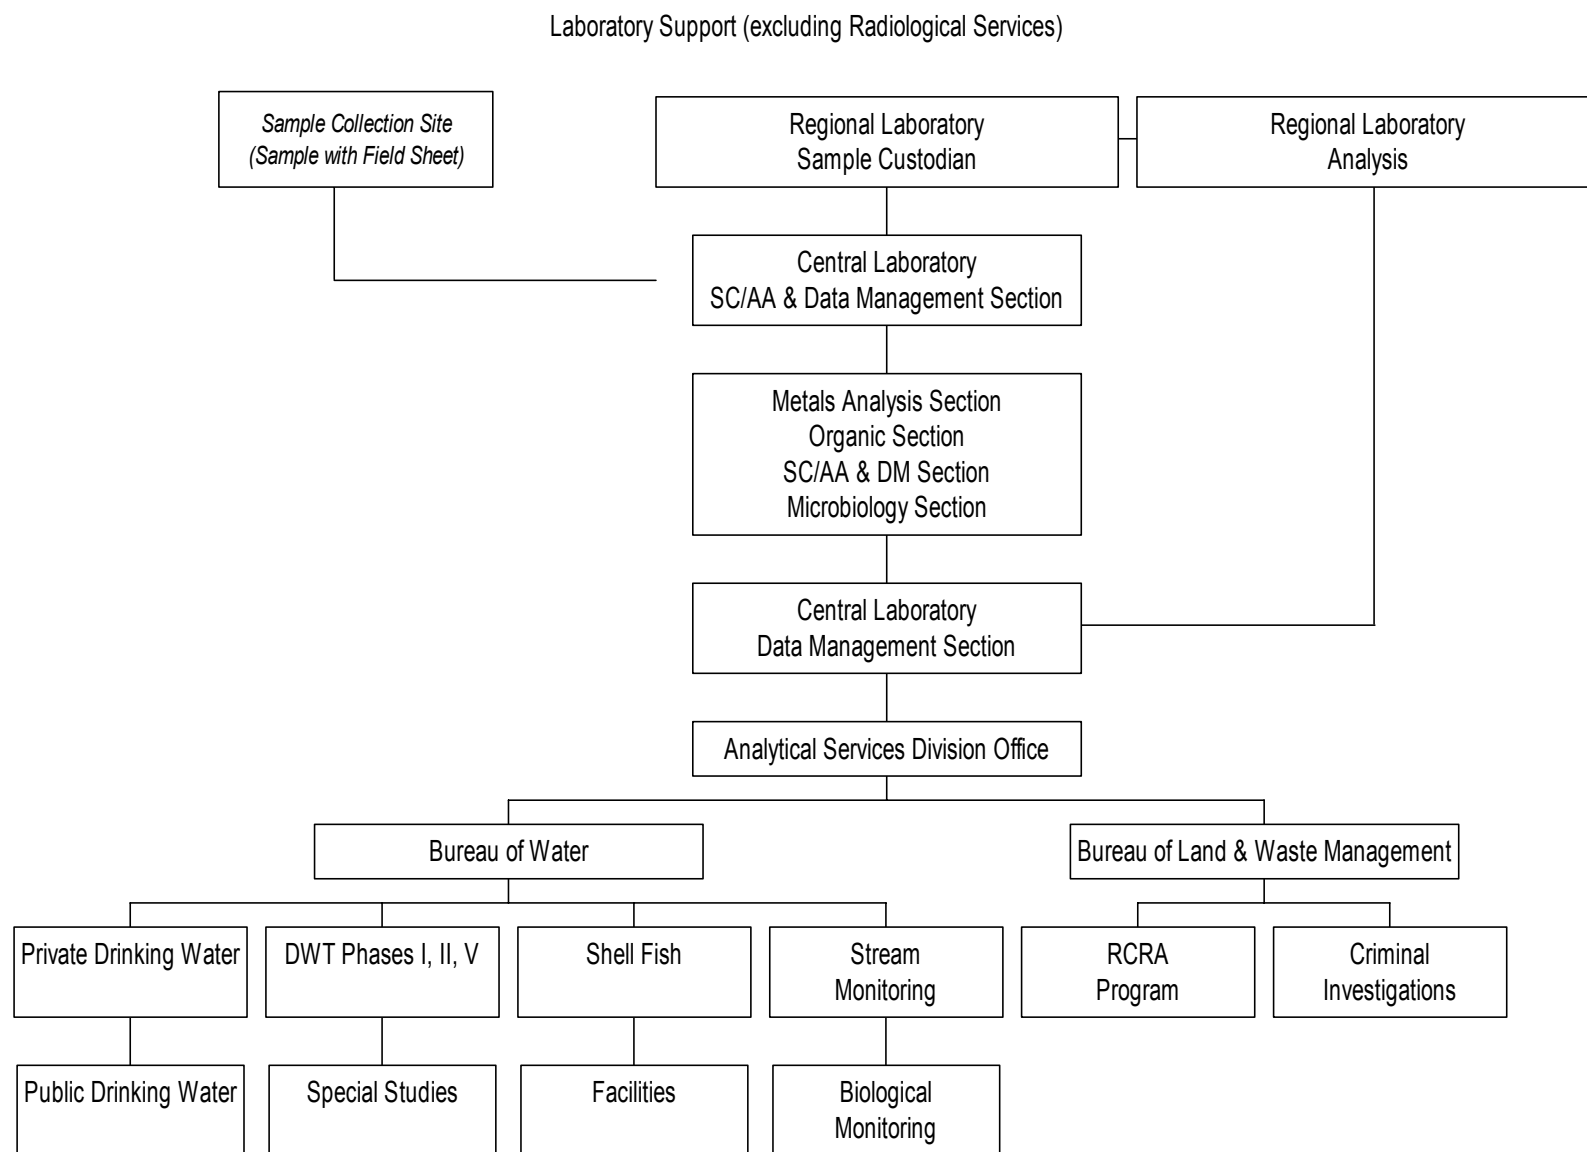 Laboratory Support (excluding Radiological Services)
Sample Collection Site
(Sample with Field Sheet)
Regional Laboratory
Sample Custodian
Regional Laboratory
Analysis
Central Laboratory
SC/AA & Data Management Section
Metals Analysis Section
Organic Section
SC/AA & DM Section
Microbiology Section
Central Laboratory
Data Management Section
Analytical Services Division Office
Bureau of Water
Bureau of Land & Waste Management
Private Drinking Water
DWT Phases I, II, V
Shell Fish
Stream
Monitoring
RCRA
Program
Criminal
Investigations
Public Drinking Water
Special Studies
Facilities
Biological
Monitoring